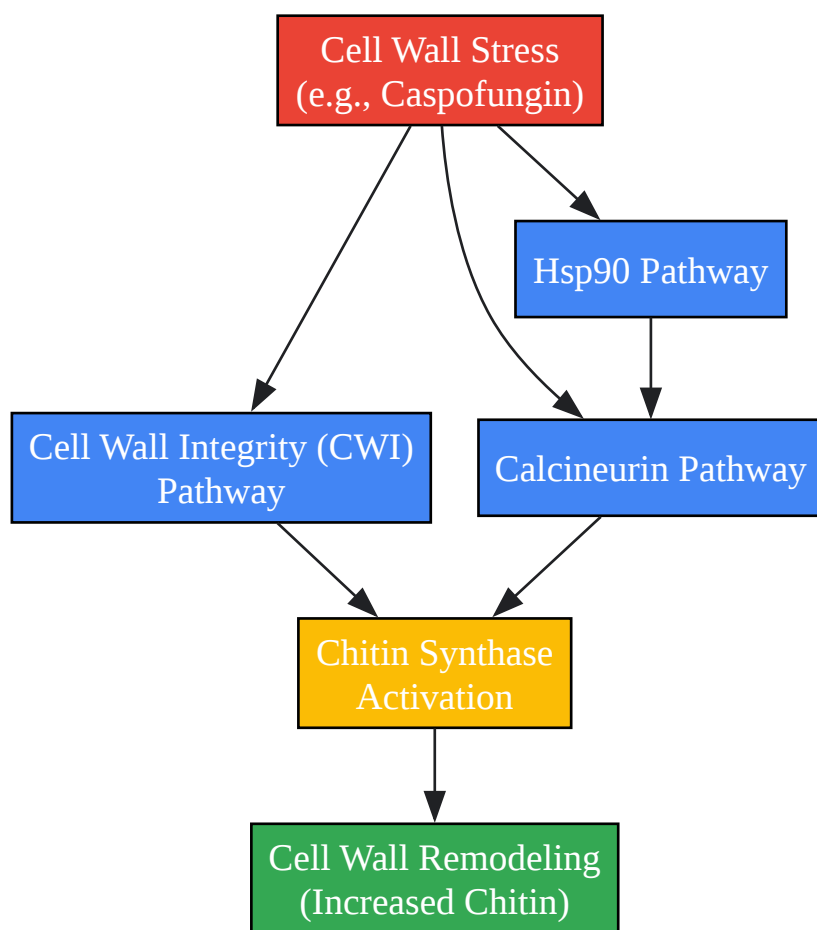 Cell Wall Stress
(e.g., Caspofungin)
Hsp90 Pathway
Cell Wall Integrity (CWI)
Pathway
Calcineurin Pathway
Chitin Synthase
Activation
Cell Wall Remodeling
(Increased Chitin)